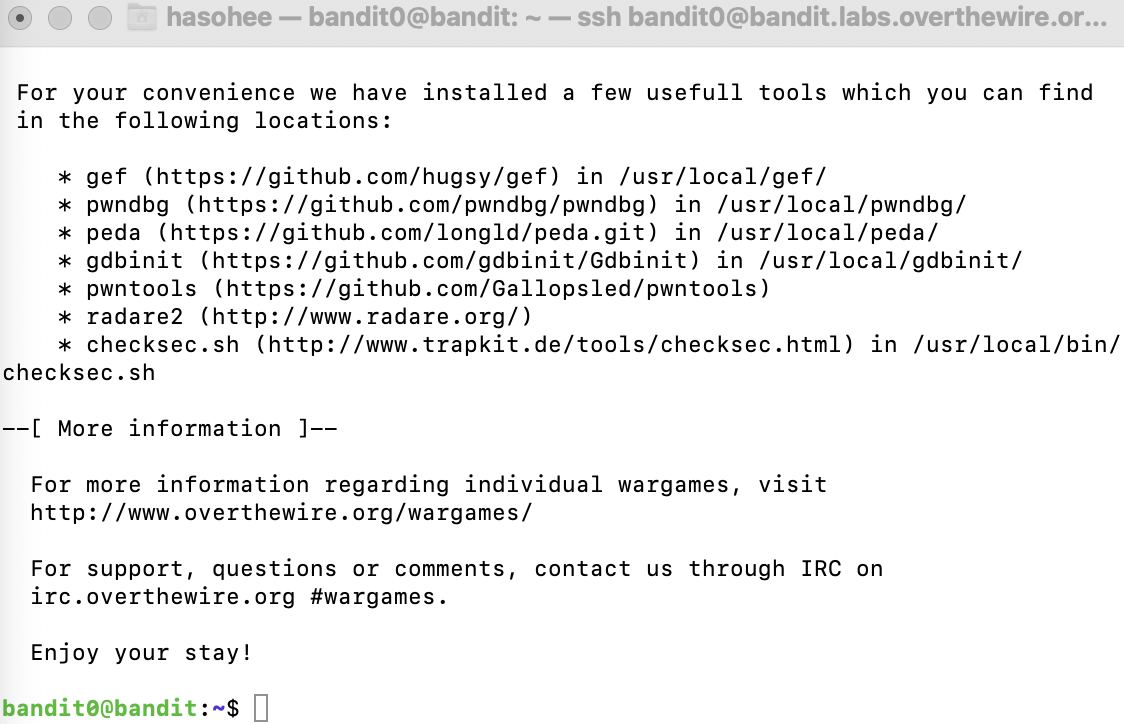 hasohee — bandit0@bandit: ~ — ssh bandit0@bandit.labs.overthewire.or...
For your convenience we have installed a few usefull tools which you can find
in the following locations:
* gef (https://github.com/hugsy/gef) in /usr/local/gef/
* pwndbg (https://github.com/pwndbg/pwndbg) in /usr/local/pwndbg/
* peda (https://github.com/longld/peda.git) in /usr/local/peda/
* gdbinit (https://github.com/gdbinit/Gdbinit) in /usr/local/gdbinit/
* pwntools (https://github.com/Gallopsled/pwntools)
* radare2 (http://www.radare.org/)
* checksec.sh (http://www.trapkit.de/tools/checksec.html) in /usr/local/bin/
checksec.sh
--[ More information ]--
For more information regarding individual wargames, visit
http://www.overthewire.org/wargames/
For support, questions or comments, contact us through IRC on
irc.overthewire.org #wargames.
Enjoy your stay!
bandit0@bandit:~$